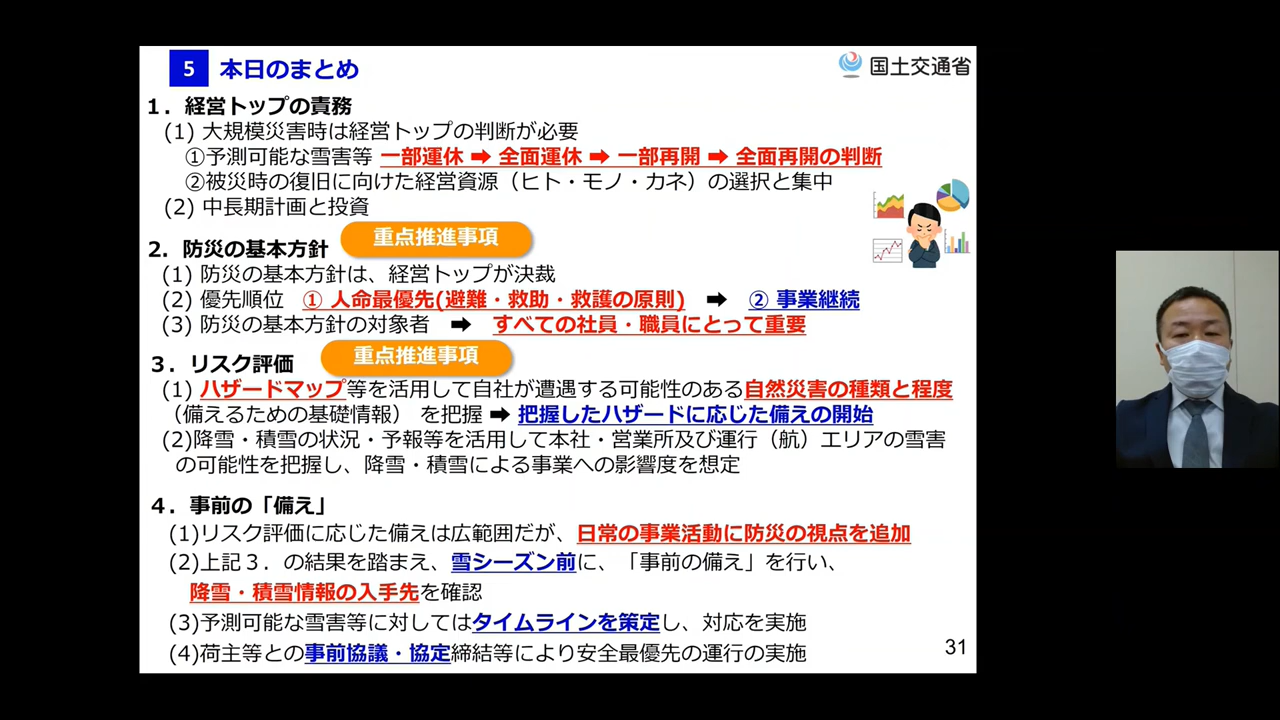 5 本日のまとめ
国土交通省
1．経営トップの責務
(1) 大規模災害時は経営トップの判断が必要
①予測可能な雪害等 一部運休 ➡ 全面運休 ➡ 一部再開 ➡ 全面再開の判断
②被災時の復旧に向けた経営資源（ヒト・モノ・カネ）の選択と集中
(2) 中長期計画と投資
重点推進事項
2．防災の基本方針
(1) 防災の基本方針は、経営トップが決裁
(2) 優先順位 ① 人命最優先(避難・救助・救護の原則) ➡ ② 事業継続
(3) 防災の基本方針の対象者 ➡ すべての社員・職員にとって重要
重点推進事項
３．リスク評価
(1) ハザードマップ等を活用して自社が遭遇する可能性のある自然災害の種類と程度
（備えるための基礎情報） を把握 ➡ 把握したハザードに応じた備えの開始
(2)降雪・積雪の状況・予報等を活用して本社・営業所及び運行（航）エリアの雪害
の可能性を把握し、降雪・積雪による事業への影響度を想定
４．事前の「備え」
(1)リスク評価に応じた備えは広範囲だが、日常の事業活動に防災の視点を追加
(2)上記３．の結果を踏まえ、雪シーズン前に、「事前の備え」を行い、
降雪・積雪情報の入手先を確認
(3)予測可能な雪害等に対してはタイムラインを策定し、対応を実施
(4)荷主等との事前協議・協定締結等により安全最優先の運行の実施
31